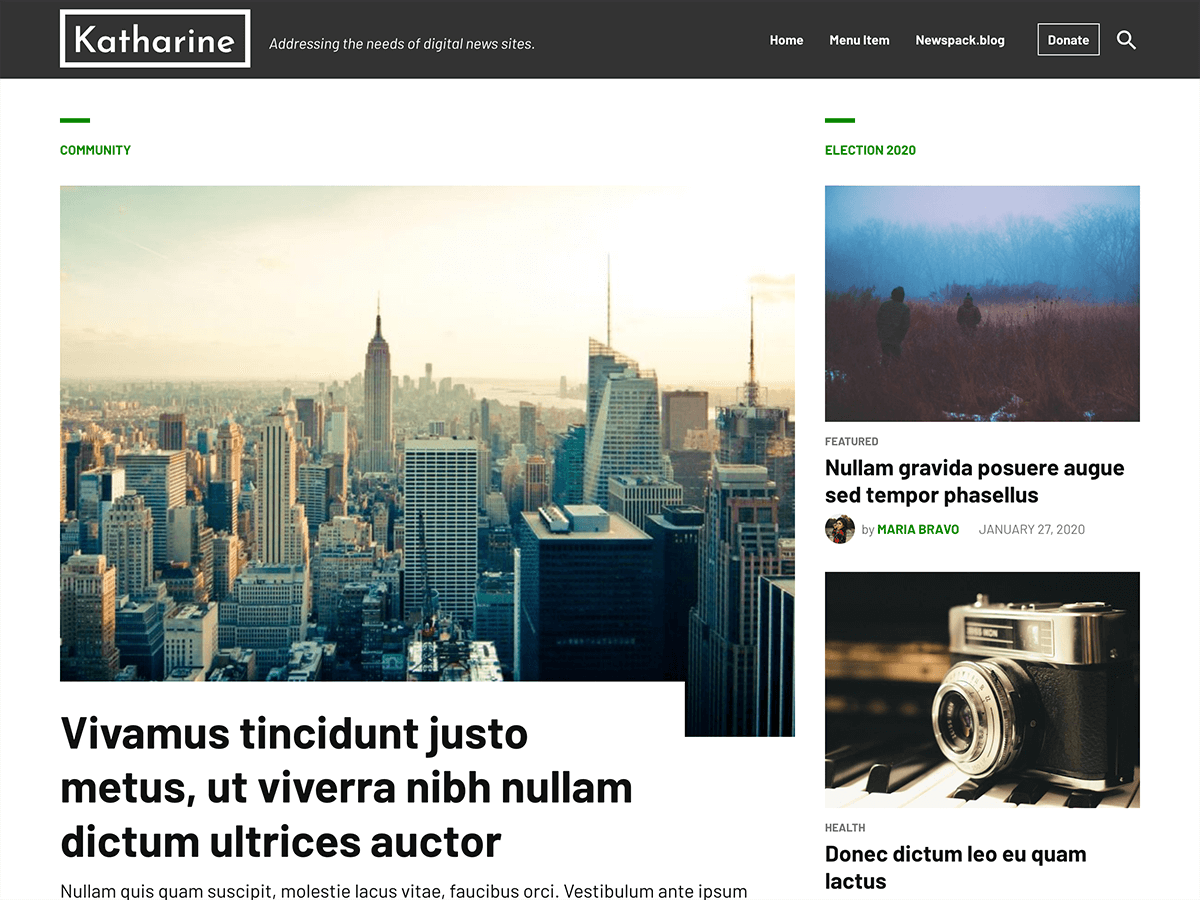 Katharine
Addressing the needs of digital news sites.
Home
Menu Item
Newspack.blog
Donate
COMMUNITY
Vivamus tincidunt justo
metus, ut viverra nibh nullam
dictum ultrices auctor
Nullam quis quam suscipit, molestie lacus vitae, faucibus orci. Vestibulum ante ipsum
ELECTION 2020
FEATURED
Nullam gravida posuere augue
sed tempor phasellus
by MARIA BRAVO
JANUARY 27, 2020
HEALTH
Donec dictum leo eu quam
lactus